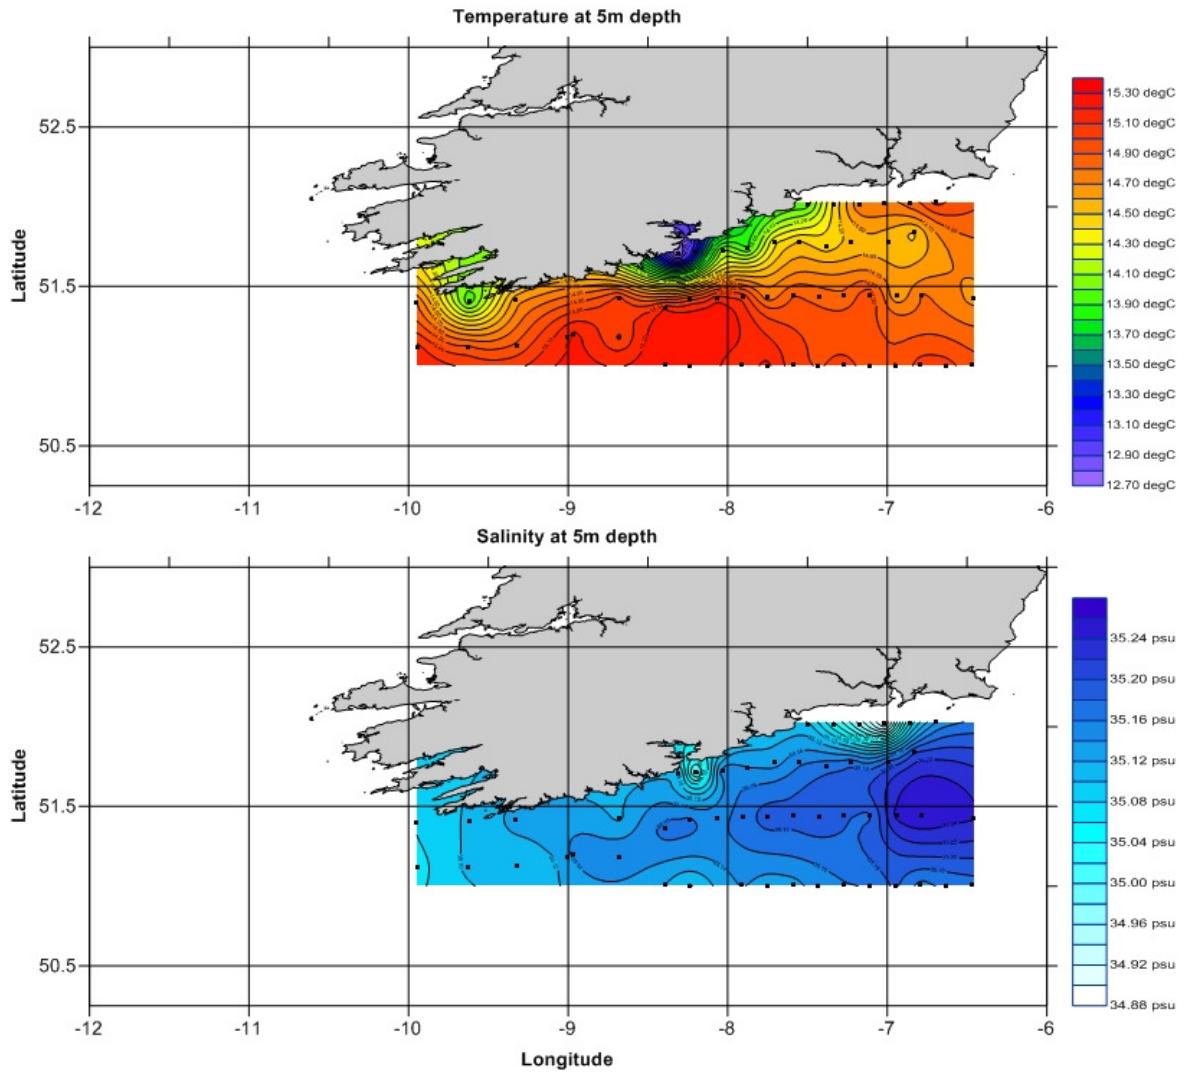 Temperature at 5m depth
15.30 degC
15.10 degC
52.5
14.90 degC
14.70 degC
14.50 degC
14.30 degC
Latitude
51.5
14.10 degC
13.90 degC
13.70 degC
13.50 degC
13.30 degC
13.10 degC
50.5
12.90 degC
12.70 degC
-12 -11 -10 -9 -8 -7 -6
Salinity at 5m depth
35.24 psu
52.5
35.20 psu
35.16 psu
35.12 psu
Latitude
51.5
35.08 psu
35.04 psu
35.00 psu
34.96 psu
50.5
34.92 psu
34.88 psu
-12 -11 -10 -9 -8 -7 -6
Longitude